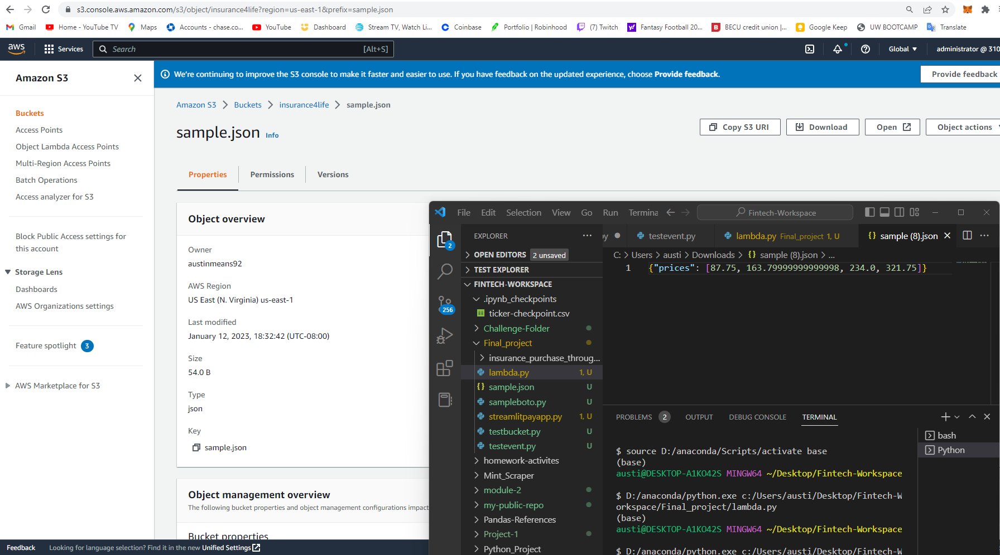 s3.console.aws.amazon.com/s3/object/insurance4life?region=us-east-1&prefix=sample.json
Gmail
Home - YouTube TV
Maps
Accounts - chase.co...
YouTube
Dashboard
Stream TV, Watch Li...
Coinbase
Portfolio | Robinhood
(7) Twitch
Fantasy Football 20...
BECU credit union |...
Google Keep
UW BOOTCAMP
Translate
aws
Services
Search
[Alt+S]
Global
administrator @ 310
Amazon S3
We're continuing to improve the S3 console to make it faster and easier to use. If you have feedback on the updated experience, choose Provide feedback.
Provide feedback
Buckets
Access Points
Object Lambda Access Points
Multi-Region Access Points
Batch Operations
Access analyzer for S3
Block Public Access settings for
this account
Storage Lens
Dashboards
AWS Organizations settings
Feature spotlight 3
AWS Marketplace for S3
Amazon S3 > Buckets > insurance4life > sample.json
sample.json Info
Copy S3 URI
Download
Open
Object actions
Properties
Permissions
Versions
Object overview
Owner
austinmeans92
AWS Region
US East (N. Virginia) us-east-1
Last modified
January 12, 2023, 18:32:42 (UTC-08:00)
Size
54.0 B
Type
json
Key
sample.json
Object management overview
The following bucket properties and object management configurations impact
Bucket properties
Feedback
Looking for language selection? Find it in the new Unified Settings
File Edit Selection View Go Run Termina
Fintech-Workspace
2
256
EXPLORER
...
OPEN EDITORS 2 unsaved
TEST EXPLORER
FINTECH-WORKSPACE
.ipynb_checkpoints
ticker-checkpoint.csv
Challenge-Folder
Final_project
insurance_purchase_throug...
lambda.py 1, U
sample.json U
sampleboto.py U
streamlitpayapp.py 1, U
testbucket.py U
testevent.py U
homework-activites
Mint_Scraper
module-2
my-public-repo
Pandas-References
Project-1
Python_Project
py
testevent.py
lambda.py Final_project 1, U
{} sample (8).json
...
C: > Users > austi > Downloads > {} sample (8).json > ...
1 {"prices": [87.75, 163.79999999999998, 234.0, 321.75]}
PROBLEMS 2
OUTPUT
DEBUG CONSOLE
TERMINAL
bash
Python
$ source D:/anaconda/Scripts/activate base
(base)
austi@DESKTOP-A1KO42S MINGW64 ~/Desktop/Fintech-Workspace
$ D:/anaconda/python.exe c:/Users/austi/Desktop/Fintech-W
orkspace/Final_project/lambda.py
(base)
austi@DESKTOP-A1KO42S MINGW64 ~/Desktop/Fintech-Workspace
$ D:/anaconda/python.exe c:/Users/austi/Desktop/Fintech-W